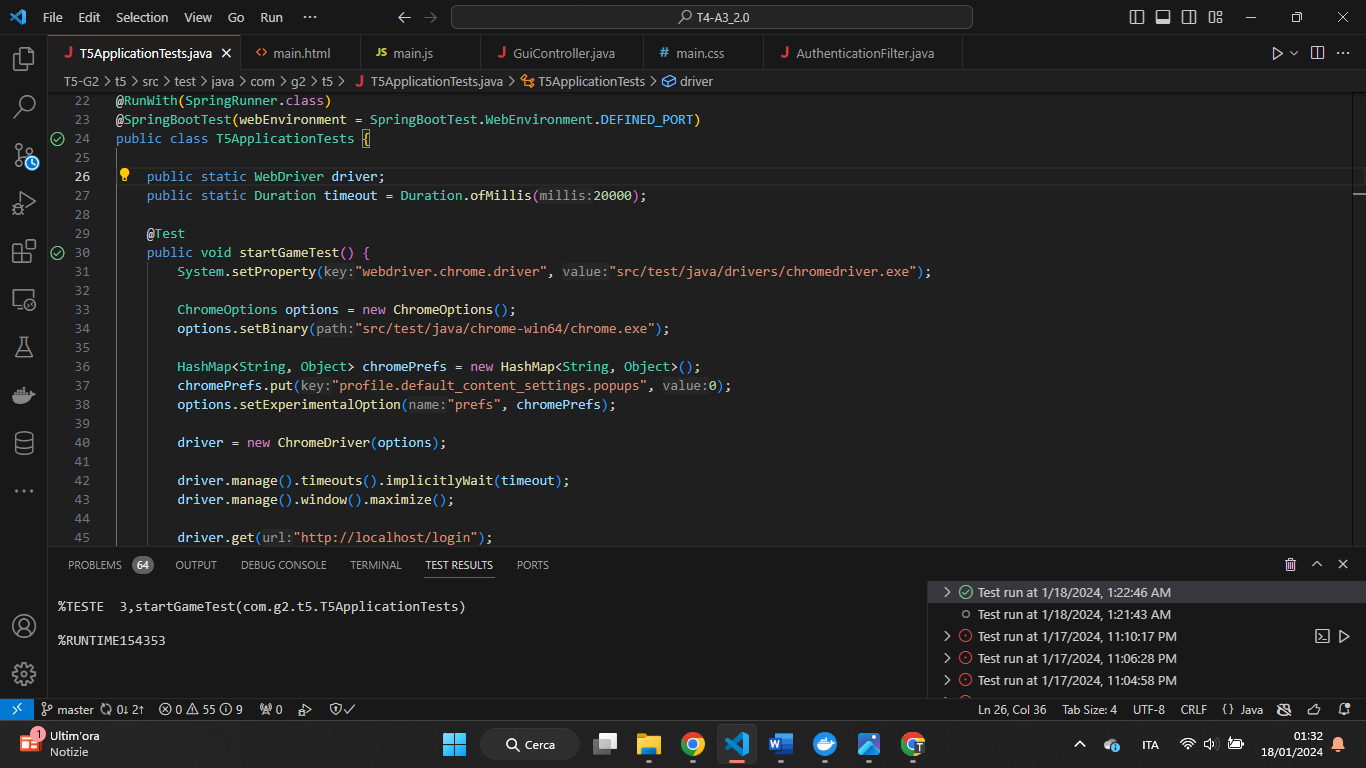 File Edit Selection View Go Run ··· T4-A3_2.0
T5ApplicationTests.java main.html JS main.js GuiController.java # main.css AuthenticationFilter.java
T5-G2 > t5 > src > test > java > com > g2 > t5 > T5ApplicationTests.java > T5ApplicationTests > driver
22 @RunWith(SpringRunner.class)
23 @SpringBootTest(webEnvironment = SpringBootTest.WebEnvironment.DEFINED_PORT)
24 public class T5ApplicationTests {
25
26 public static WebDriver driver;
27 public static Duration timeout = Duration.ofMillis(millis:20000);
28
29 @Test
30 public void startGameTest() {
31 System.setProperty(key:"webdriver.chrome.driver", value:"src/test/java/drivers/chromedriver.exe");
32
33 ChromeOptions options = new ChromeOptions();
34 options.setBinary(path:"src/test/java/chrome-win64/chrome.exe");
35
36 HashMap<String, Object> chromePrefs = new HashMap<String, Object>();
37 chromePrefs.put(key:"profile.default_content_settings.popups", value:0);
38 options.setExperimentalOption(name:"prefs", chromePrefs);
39
40 driver = new ChromeDriver(options);
41
42 driver.manage().timeouts().implicitlyWait(timeout);
43 driver.manage().window().maximize();
44
45 driver.get(url:"http://localhost/login");
PROBLEMS 64 OUTPUT DEBUG CONSOLE TERMINAL TEST RESULTS PORTS
%TESTE 3,startGameTest(com.g2.t5.T5ApplicationTests)
%RUNTIME154353
Test run at 1/18/2024, 1:22:46 AM
Test run at 1/18/2024, 1:21:43 AM
Test run at 1/17/2024, 11:10:17 PM
Test run at 1/17/2024, 11:06:28 PM
Test run at 1/17/2024, 11:04:58 PM
master 0↓ 2↑ 0 55 9 0 Ln 26, Col 36 Tab Size: 4 UTF-8 CRLF {} Java
1 Ultim'ora
Notizie
Cerca
ITA
01:32
18/01/2024